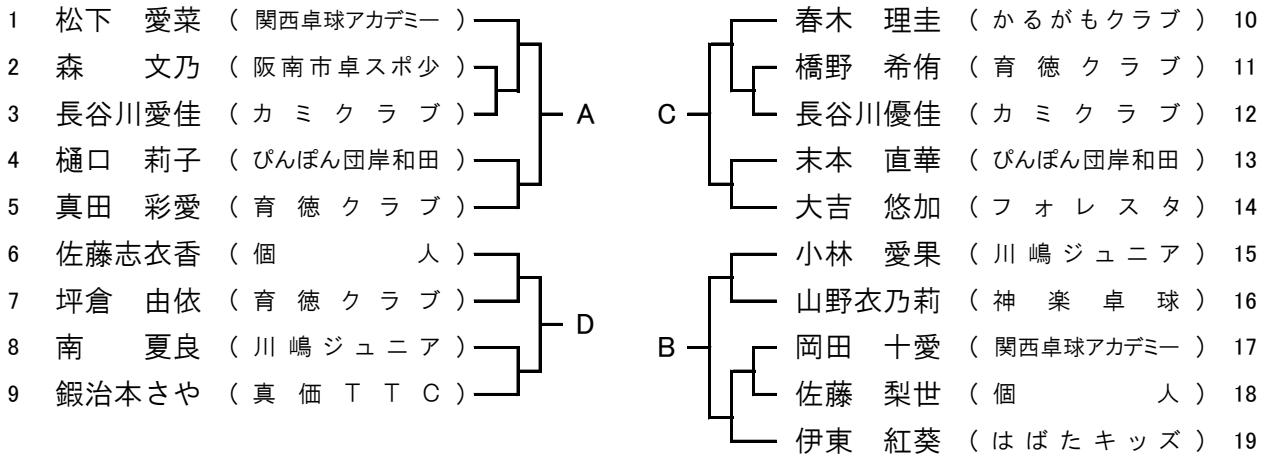 1 松下 愛菜 ( 関西卓球アカデミー )
2 森 文乃 ( 阪南市卓スポ少 )
3 長谷川愛佳 ( カミクラブ )
A
4 樋口 莉子 ( ぴんぽん団岸和田 )
5 真田 彩愛 ( 育徳クラブ )
6 佐藤志衣香 ( 個人 )
7 坪倉 由依 ( 育徳クラブ )
D
8 南 夏良 ( 川嶋ジュニア )
9 鍜治本さや ( 真価TTC )
春木 理圭 ( かるがもクラブ ) 10
橋野 希侑 ( 育徳クラブ ) 11
C
長谷川優佳 ( カミクラブ ) 12
末本 直華 ( ぴんぽん団岸和田 ) 13
大吉 悠加 ( フォレスタ ) 14
小林 愛果 ( 川嶋ジュニア ) 15
山野衣乃莉 ( 神楽卓球 ) 16
B
岡田 十愛 ( 関西卓球アカデミー ) 17
佐藤 梨世 ( 個人 ) 18
伊東 紅葵 ( はばたキッズ ) 19